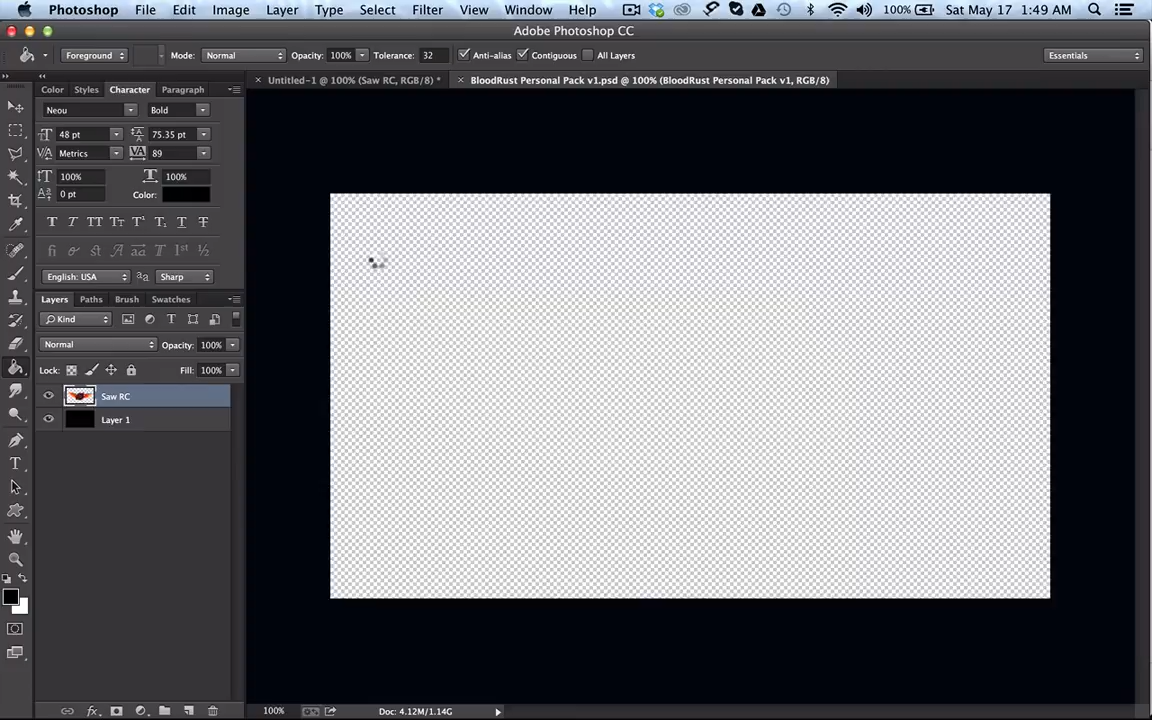 Photoshop File Edit Image Layer Type Select Filter View Window Help 100% Sat May 17 1:49 AM
Adobe Photoshop CC
Foreground Mode: Normal Opacity: 100% Tolerance: 32 Anti-alias Contiguous All Layers Essentials
Untitled-1 @ 100% (Saw RC, RGB/8) * BloodRust Personal Pack v1.psd @ 100% (BloodRust Personal Pack v1, RGB/8)
Color Styles Character Paragraph
Neou Bold
48 pt 75.35 pt
Metrics 89
100% 100%
0 pt Color:
English: USA Sharp
Layers Paths Brush Swatches
Kind
Normal Opacity: 100%
Lock: Fill: 100%
Saw RC
Layer 1
100% Doc: 4.12M/1.14G